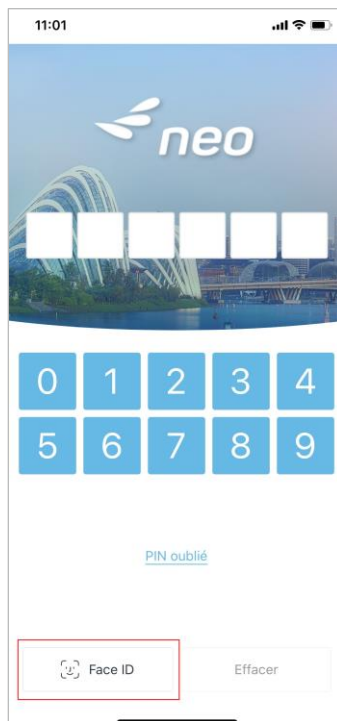 11:01
neo
0 1 2 3 4
5 6 7 8 9
PIN oublié
Face ID Effacer